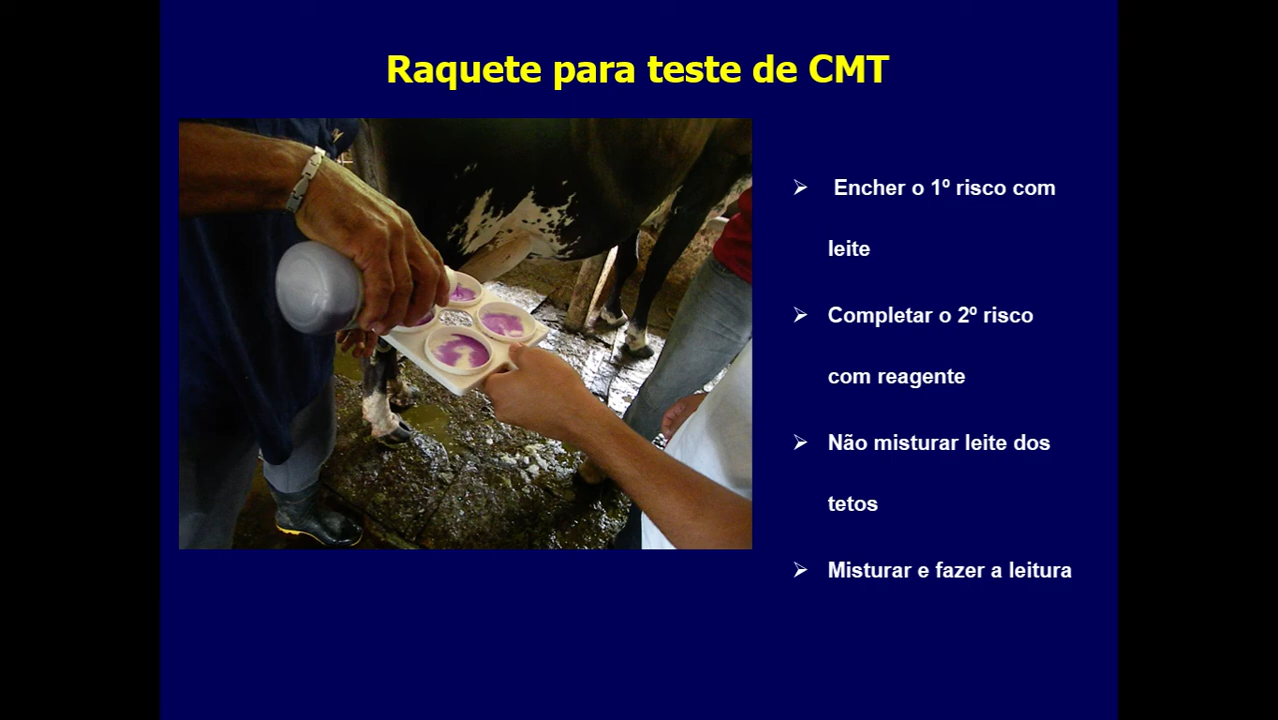 Raquete para teste de CMT
Encher o 1º risco com
leite
Completar o 2º risco
com reagente
Não misturar leite dos
tetos
Misturar e fazer a leitura